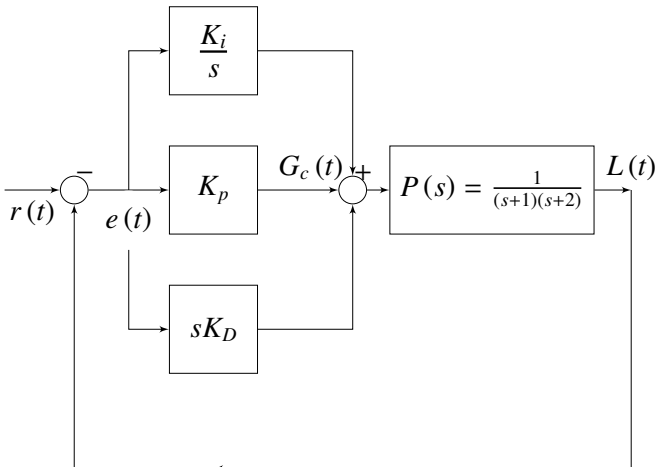 K_i
s
−
r(t)
e(t)
K_p
G_c(t)
+
P(s) = 1/((s+1)(s+2))
L(t)
sK_D